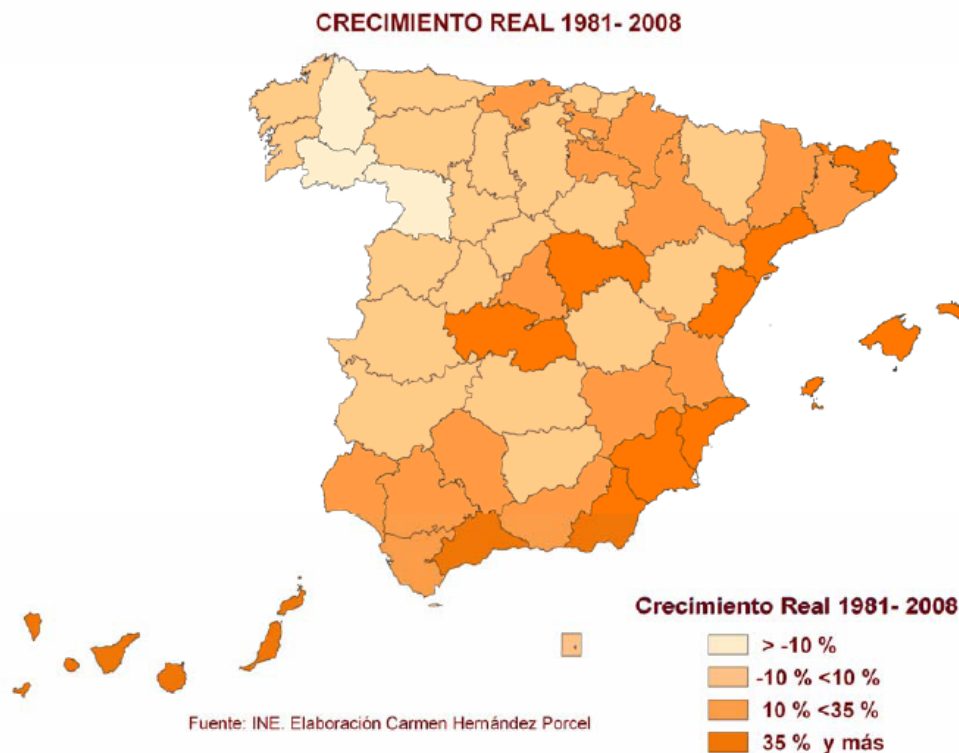 CRECIMIENTO REAL 1981- 2008
Crecimiento Real 1981- 2008
> -10 %
-10 % <10 %
10 % <35 %
35 % y más
Fuente: INE. Elaboración Carmen Hernández Porcel